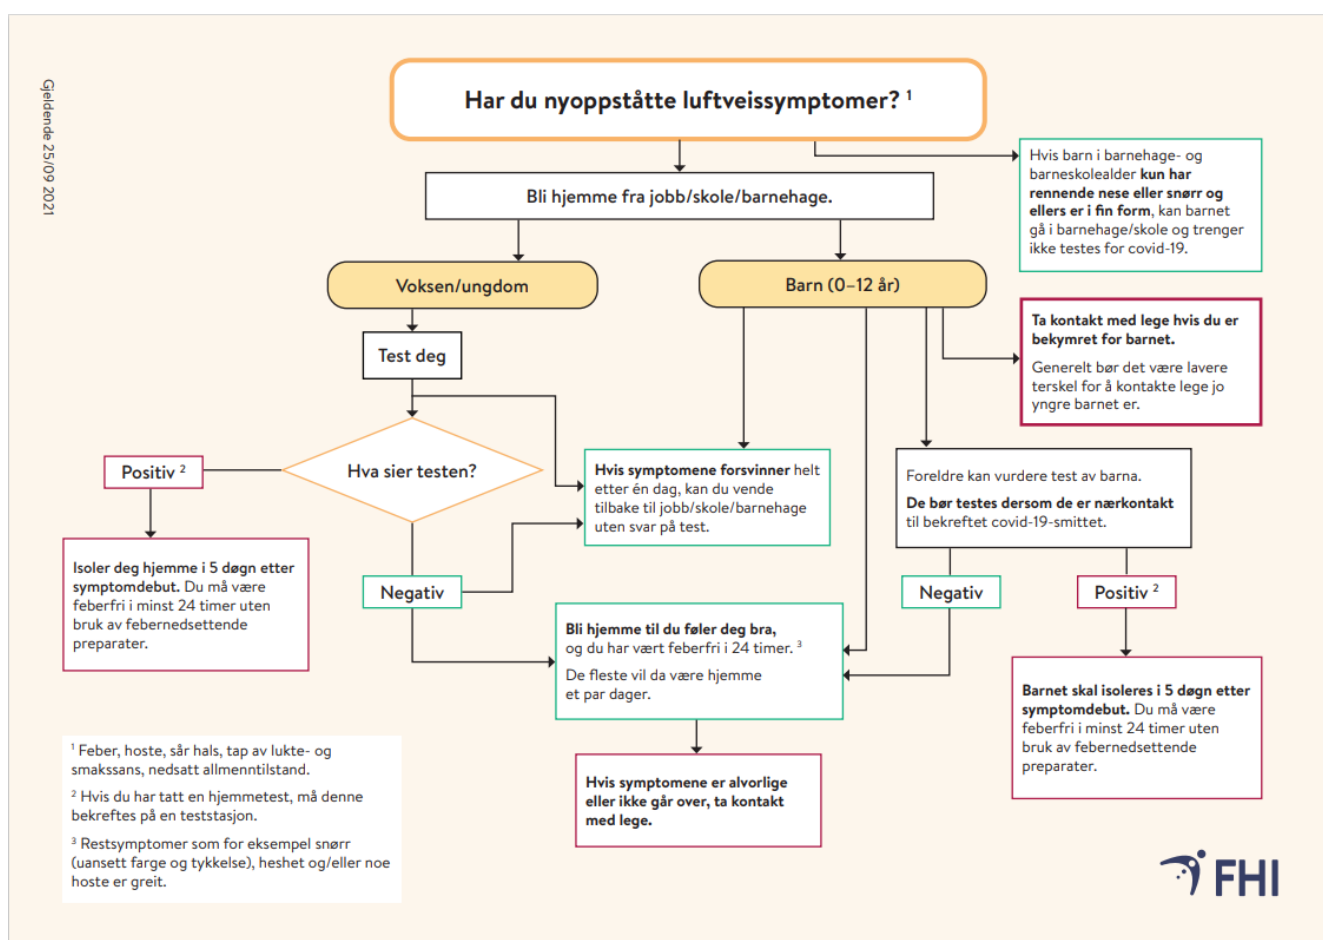 Gjeldende 25/09 2021
Har du nyoppståtte luftveissymptomer? ¹
Bli hjemme fra jobb/skole/barnehage.
Hvis barn i barnehage- og
barneskolealder kun har
rennende nese eller snørr og
ellers er i fin form, kan barnet
gå i barnehage/skole og trenger
ikke testes for covid-19.
Voksen/ungdom
Barn (0–12 år)
Test deg
Ta kontakt med lege hvis du er
bekymret for barnet.
Generelt bør det være lavere
terskel for å kontakte lege jo
yngre barnet er.
Hva sier testen?
Positiv ²
Hvis symptomene forsvinner helt
etter én dag, kan du vende
tilbake til jobb/skole/barnehage
uten svar på test.
Foreldre kan vurdere test av barna.
De bør testes dersom de er nærkontakt
til bekreftet covid-19-smittet.
Isoler deg hjemme i 5 døgn etter
symptomdebut. Du må være
feberfri i minst 24 timer uten
bruk av febernedsettende
preparater.
Negativ
Negativ
Positiv ²
Bli hjemme til du føler deg bra,
og du har vært feberfri i 24 timer. ³
De fleste vil da være hjemme
et par dager.
Barnet skal isoleres i 5 døgn etter
symptomdebut. Du må være
feberfri i minst 24 timer uten
bruk av febernedsettende
preparater.
Hvis symptomene er alvorlige
eller ikke går over, ta kontakt
med lege.
¹ Feber, hoste, sår hals, tap av lukte- og
smakssans, nedsatt allmenntilstand.
² Hvis du har tatt en hjemmetest, må denne
bekreftes på en teststasjon.
³ Restsymptomer som for eksempel snørr
(uansett farge og tykkelse), heshet og/eller noe
hoste er greit.
FHI